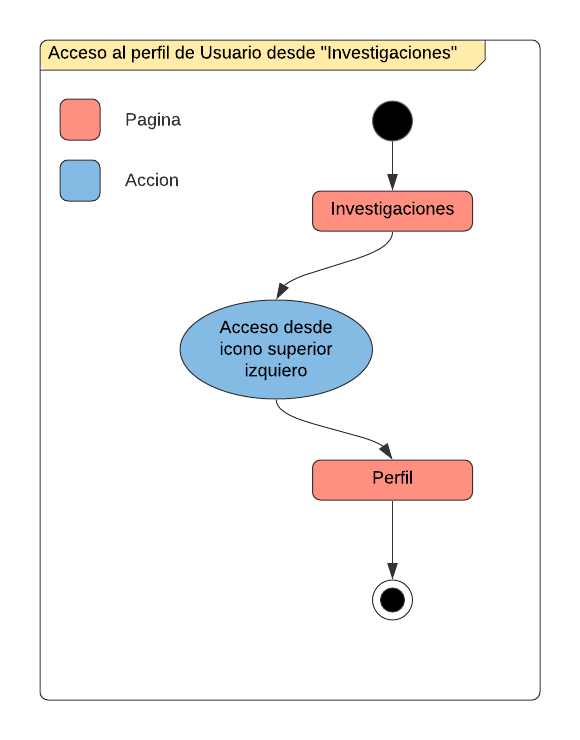 Acceso al perfil de Usuario desde "Investigaciones"
Pagina
Accion
Investigaciones
Acceso desde
icono superior
izquiero
Perfil